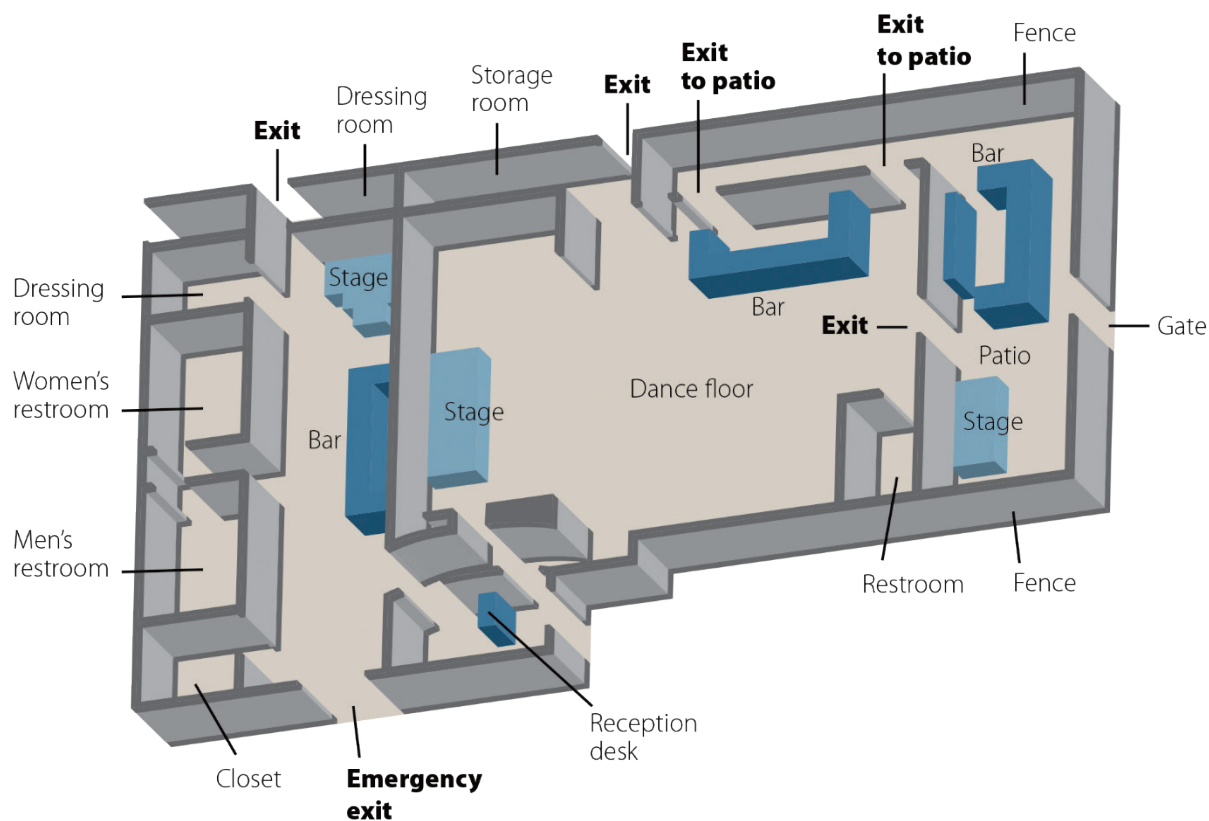 Exit
to patio
Fence
Exit
to patio
Storage
room
Exit
Dressing
room
Exit
Bar
Stage
Dressing
room
Bar
Exit
Gate
Patio
Women's
restroom
Dance floor
Stage
Stage
Bar
Men's
restroom
Restroom
Fence
Reception
desk
Closet
Emergency
exit